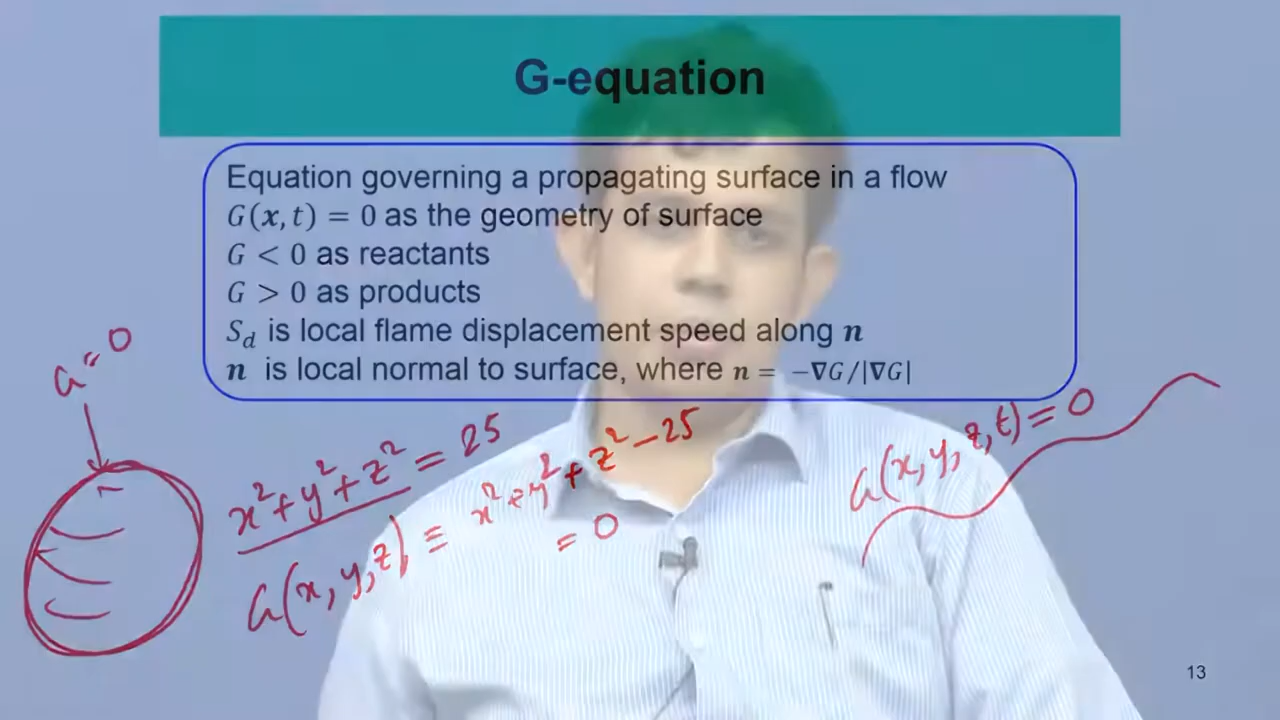 G-equation
Equation governing a propagating surface in a flow
G(x, t) = 0 as the geometry of surface
G < 0 as reactants
G > 0 as products
S_d is local flame displacement speed along n
n is local normal to surface, where n = −∇G/|∇G|
G = 0
x² + y² + z² = 25
G(x, y, z) ≡ x² + y² + z² − 25
= 0
G(x, y, z, t) = 0
13